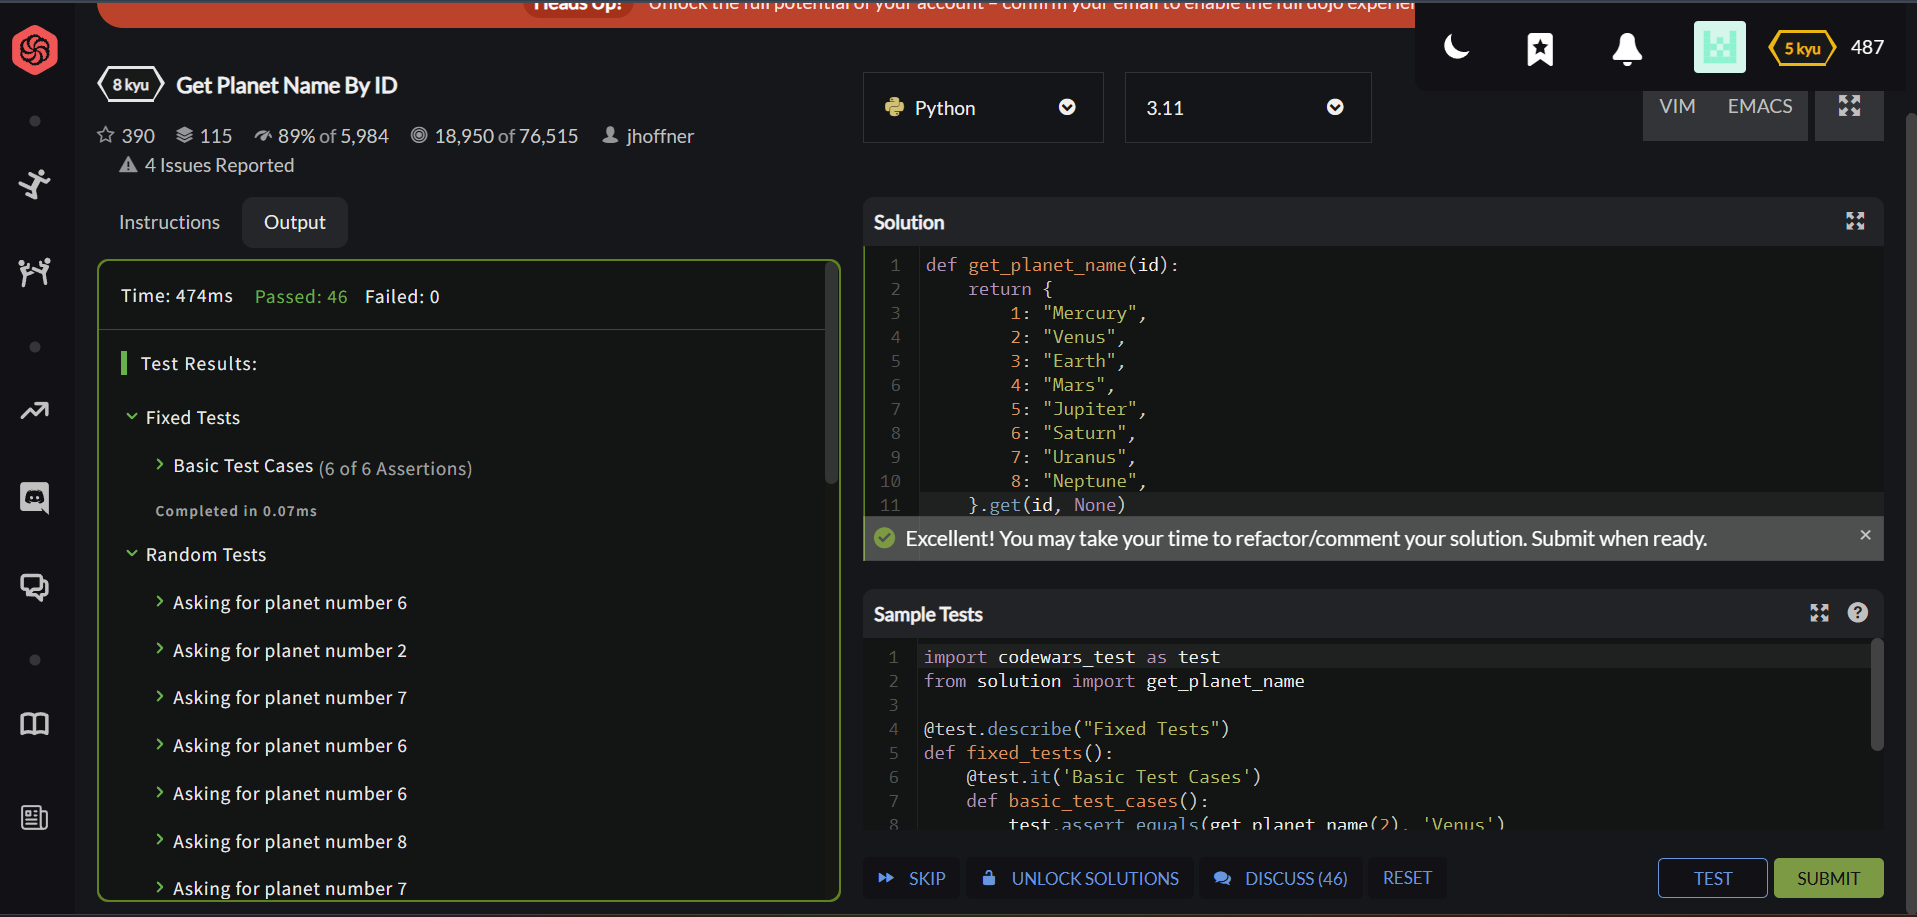 Heads Up! Unlock the full potential of your account – confirm your email to enable the full dojo experien
5 kyu 487
8 kyu Get Planet Name By ID
390 115 89% of 5,984 18,950 of 76,515 jhoffner
4 Issues Reported
Python 3.11 VIM EMACS
Instructions Output
Time: 474ms Passed: 46 Failed: 0
Test Results:
Fixed Tests
Basic Test Cases (6 of 6 Assertions)
Completed in 0.07ms
Random Tests
Asking for planet number 6
Asking for planet number 2
Asking for planet number 7
Asking for planet number 6
Asking for planet number 6
Asking for planet number 8
Asking for planet number 7
Solution
1 def get_planet_name(id):
2     return {
3         1: "Mercury",
4         2: "Venus",
5         3: "Earth",
6         4: "Mars",
7         5: "Jupiter",
8         6: "Saturn",
9         7: "Uranus",
10         8: "Neptune",
11     }.get(id, None)
Excellent! You may take your time to refactor/comment your solution. Submit when ready. ×
Sample Tests ?
1 import codewars_test as test
2 from solution import get_planet_name
3
4 @test.describe("Fixed Tests")
5 def fixed_tests():
6     @test.it('Basic Test Cases')
7     def basic_test_cases():
8         test.assert_equals(get_planet_name(2), 'Venus')
SKIP UNLOCK SOLUTIONS DISCUSS (46) RESET TEST SUBMIT